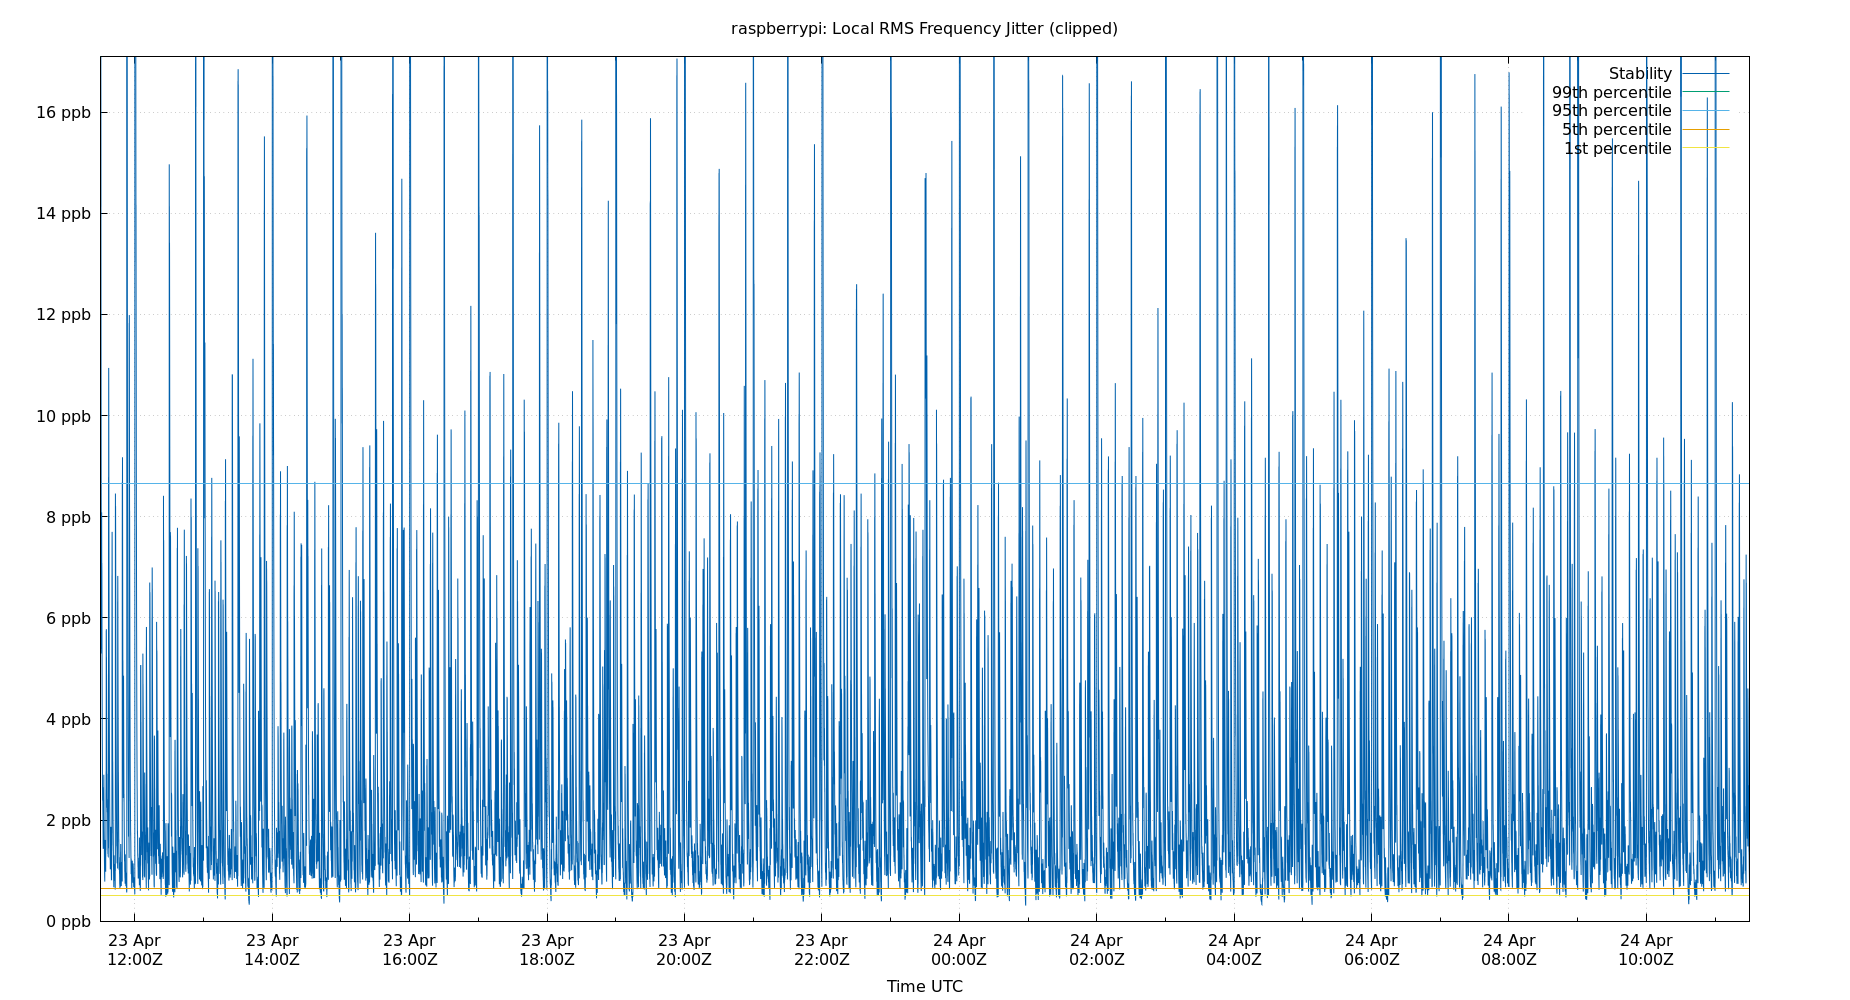 raspberrypi: Local RMS Frequency Jitter (clipped)
Stability
99th percentile
95th percentile
5th percentile
1st percentile
16 ppb
14 ppb
12 ppb
10 ppb
8 ppb
6 ppb
4 ppb
2 ppb
0 ppb
23 Apr 23 Apr 23 Apr 23 Apr 23 Apr 23 Apr 24 Apr 24 Apr 24 Apr 24 Apr 24 Apr 24 Apr
12:00Z 14:00Z 16:00Z 18:00Z 20:00Z 22:00Z 00:00Z 02:00Z 04:00Z 06:00Z 08:00Z 10:00Z
Time UTC